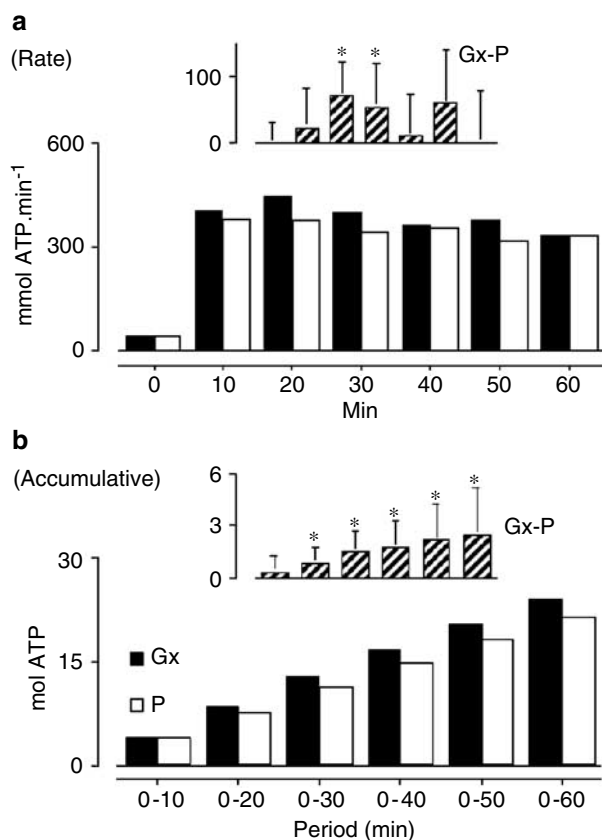 a
(Rate)
Gx-P
100
0
* *
600
300
0
mmol ATP.min⁻¹
0 10 20 30 40 50 60
Min
b
(Accumulative)
6
3
0
* * * * *
Gx-P
30
15
0
mol ATP
Gx
P
0-10 0-20 0-30 0-40 0-50 0-60
Period (min)